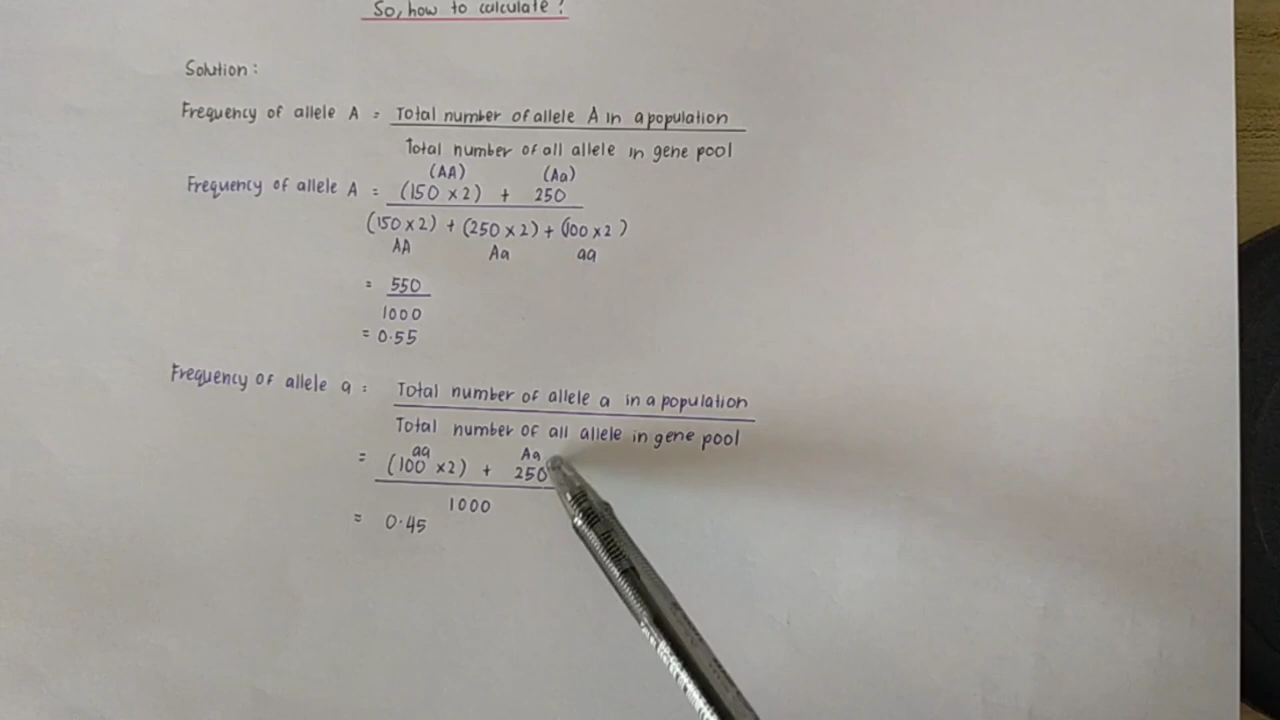 So, how to calculate?
Solution:
Frequency of allele A = Total number of allele A in a population
Total number of all allele in gene pool
(AA) (Aa)
Frequency of allele A = (150 × 2) + 250
(150 × 2) + (250 × 2) + (100 × 2)
AA Aa aa
= 550
1000
= 0.55
Frequency of allele a = Total number of allele a in a population
Total number of all allele in gene pool
aa Aa
= (100 × 2) + 250
1000
= 0.45